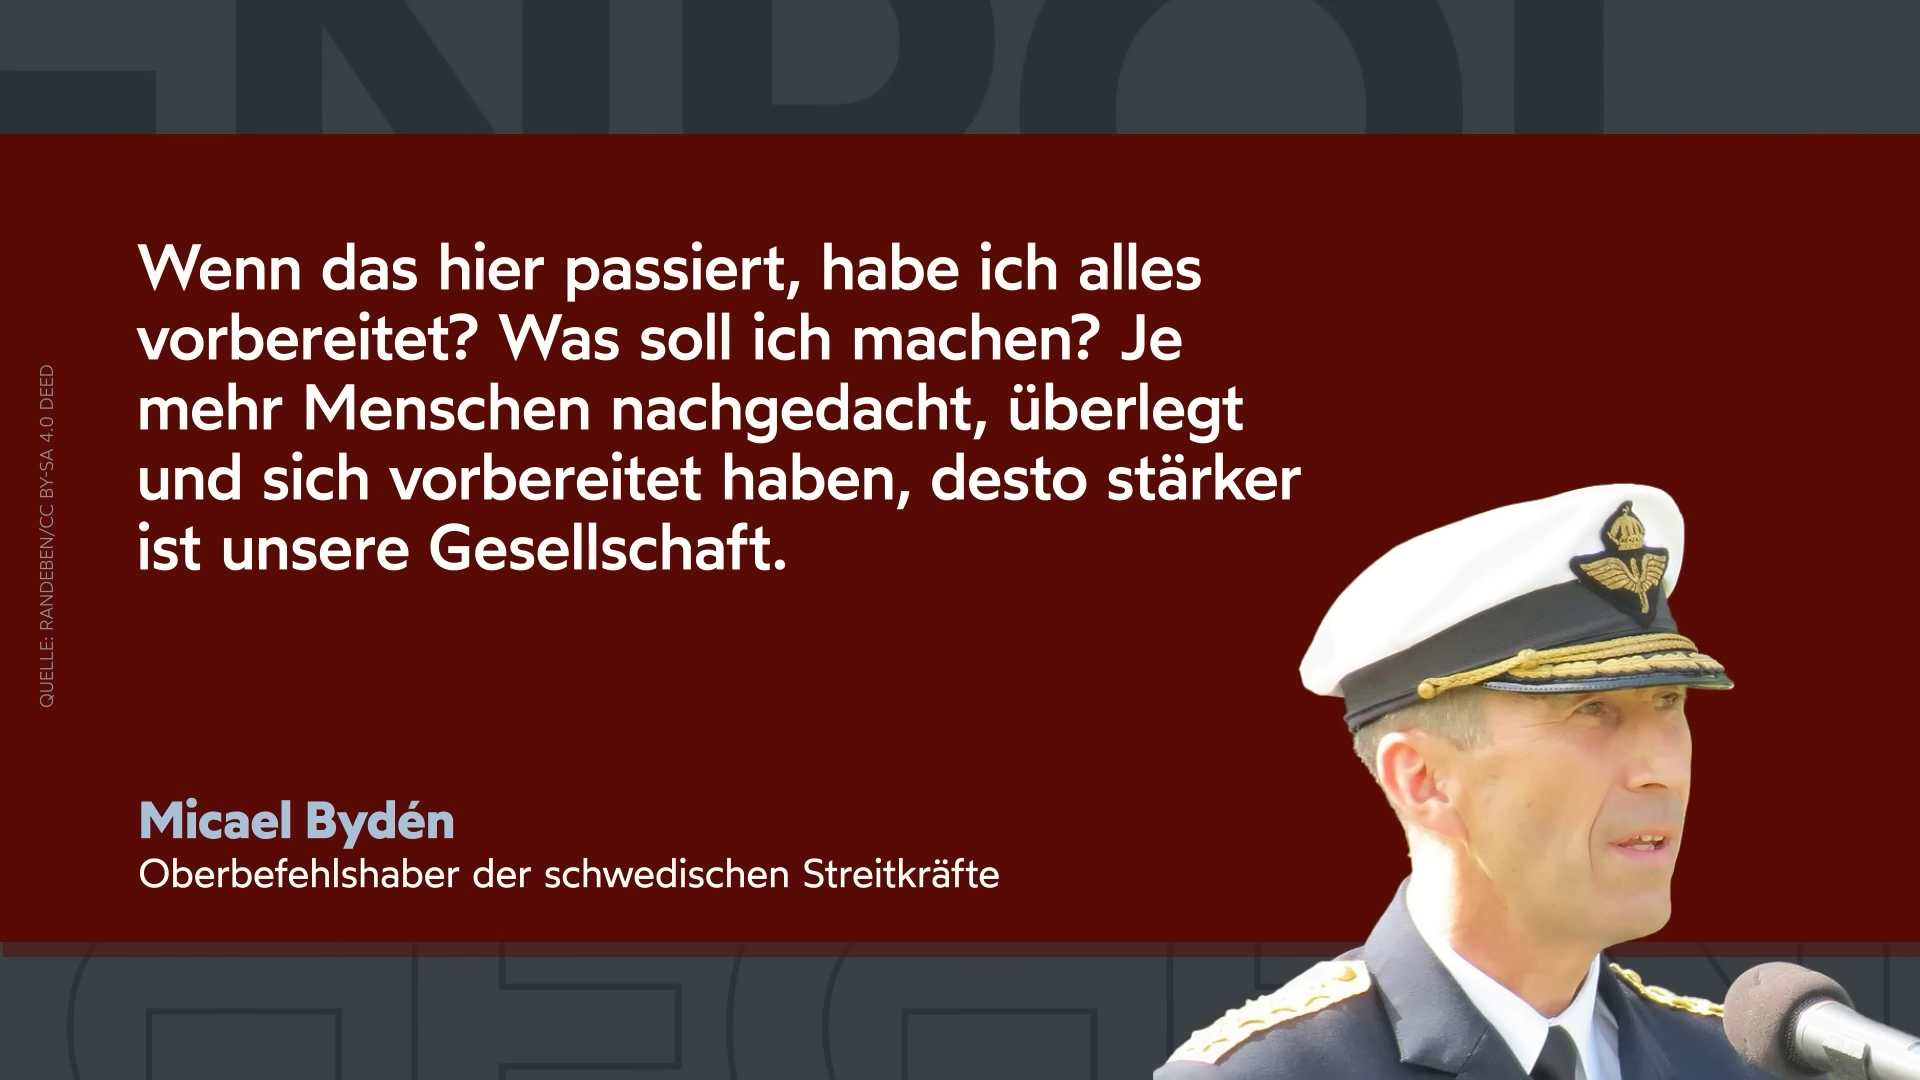 Wenn das hier passiert, habe ich alles
vorbereitet? Was soll ich machen? Je
mehr Menschen nachgedacht, überlegt
und sich vorbereitet haben, desto stärker
ist unsere Gesellschaft.
Micael Bydén
Oberbefehlshaber der schwedischen Streitkräfte
QUELLE: RANDEBEN/CC BY-SA 4.0 DEED